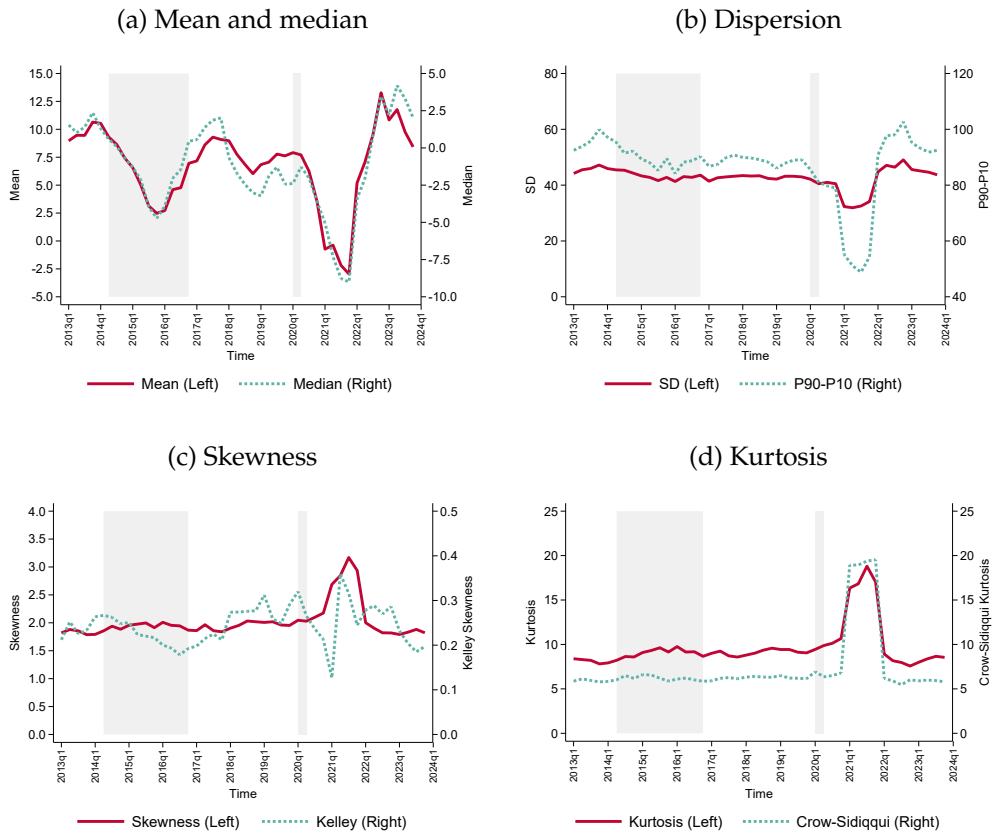 (a) Mean and median
15.0
12.5
10.0
7.5
5.0
2.5
0.0
-2.5
-5.0
Mean
5.0
2.5
0.0
-2.5
-5.0
-7.5
-10.0
Median
2013q1
2014q1
2015q1
2016q1
2017q1
2018q1
2019q1
2020q1
2021q1
2022q1
2023q1
2024q1
Time
Mean (Left) Median (Right)
(b) Dispersion
80
60
40
20
0
SD
120
100
80
60
40
P90-P10
2013q1
2014q1
2015q1
2016q1
2017q1
2018q1
2019q1
2020q1
2021q1
2022q1
2023q1
2024q1
Time
SD (Left) P90-P10 (Right)
(c) Skewness
4.0
3.5
3.0
2.5
2.0
1.5
1.0
0.5
0.0
Skewness
0.5
0.4
0.3
0.2
0.1
0.0
Kelley Skewness
2013q1
2014q1
2015q1
2016q1
2017q1
2018q1
2019q1
2020q1
2021q1
2022q1
2023q1
2024q1
Time
Skewness (Left) Kelley (Right)
(d) Kurtosis
25
20
15
10
5
0
Kurtosis
25
20
15
10
5
0
Crow-Siddiqui Kurtosis
2013q1
2014q1
2015q1
2016q1
2017q1
2018q1
2019q1
2020q1
2021q1
2022q1
2023q1
2024q1
Time
Kurtosis (Left) Crow-Sidiqqui (Right)